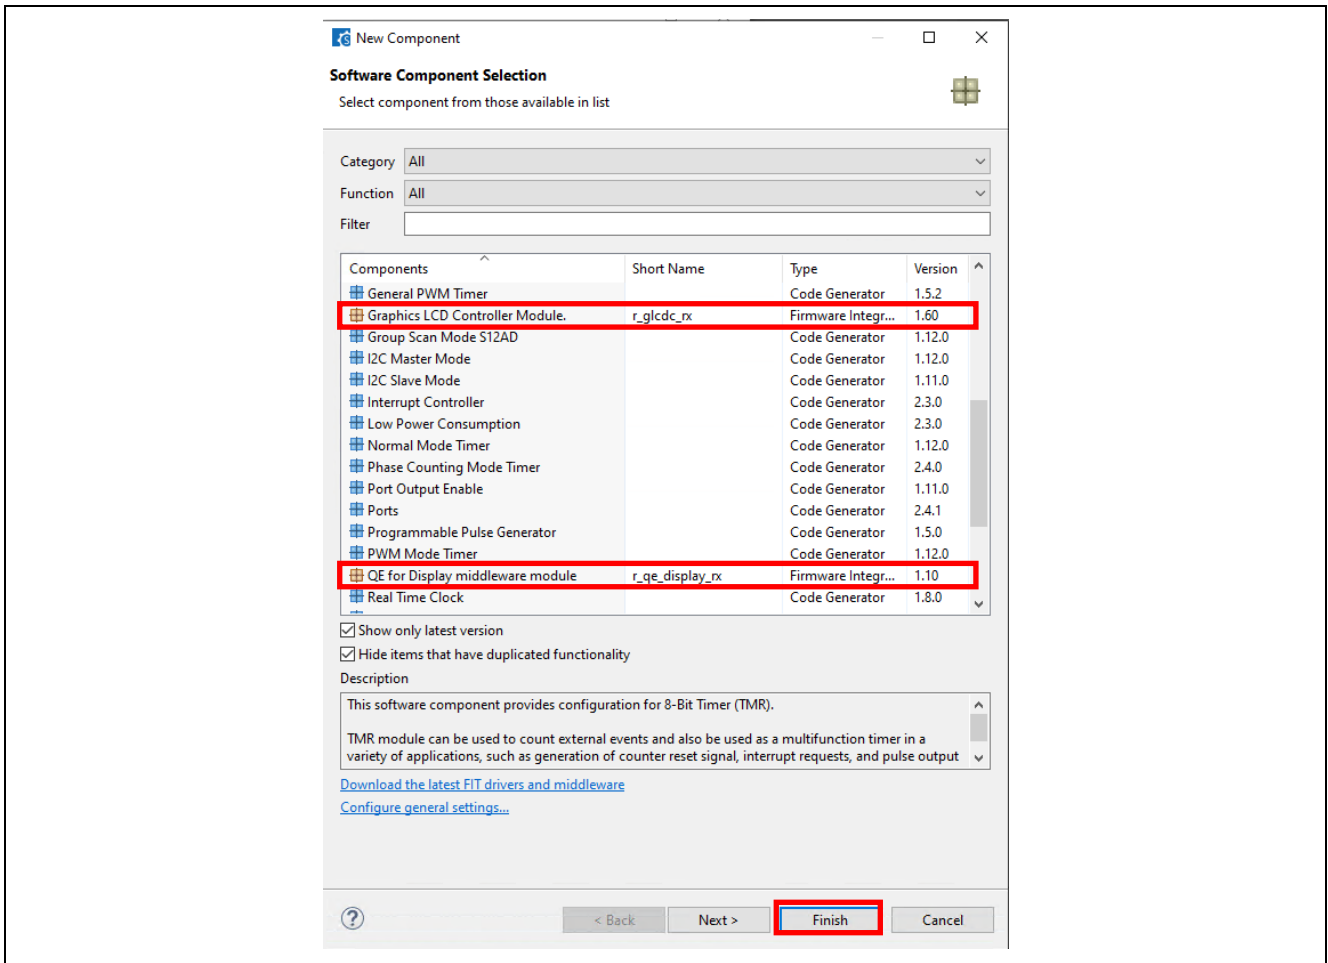 New Component
Software Component Selection
Select component from those available in list
Category All
Function All
Filter
Components Short Name Type Version
General PWM Timer Code Generator 1.5.2
Graphics LCD Controller Module. r_glcdc_rx Firmware Integr... 1.60
Group Scan Mode S12AD Code Generator 1.12.0
I2C Master Mode Code Generator 1.12.0
I2C Slave Mode Code Generator 1.11.0
Interrupt Controller Code Generator 2.3.0
Low Power Consumption Code Generator 2.3.0
Normal Mode Timer Code Generator 1.12.0
Phase Counting Mode Timer Code Generator 2.4.0
Port Output Enable Code Generator 1.11.0
Ports Code Generator 2.4.1
Programmable Pulse Generator Code Generator 1.5.0
PWM Mode Timer Code Generator 1.12.0
QE for Display middleware module r_qe_display_rx Firmware Integr... 1.10
Real Time Clock Code Generator 1.8.0
Show only latest version
Hide items that have duplicated functionality
Description
This software component provides configuration for 8-Bit Timer (TMR).
TMR module can be used to count external events and also be used as a multifunction timer in a
variety of applications, such as generation of counter reset signal, interrupt requests, and pulse output
Download the latest FIT drivers and middleware
Configure general settings...
? < Back Next > Finish Cancel